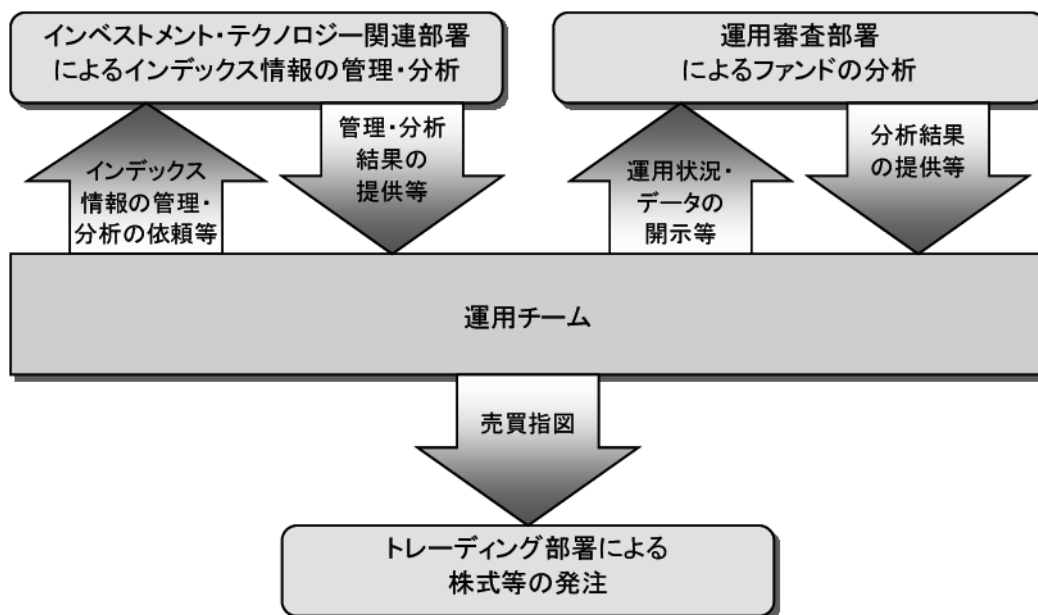 インベストメント・テクノロジー関連部署
によるインデックス情報の管理・分析
運用審査部署
によるファンドの分析
インデックス
情報の管理・
分析の依頼等
管理・分析
結果の
提供等
運用状況・
データの
開示等
分析結果
の提供等
運用チーム
売買指図
トレーディング部署による
株式等の発注